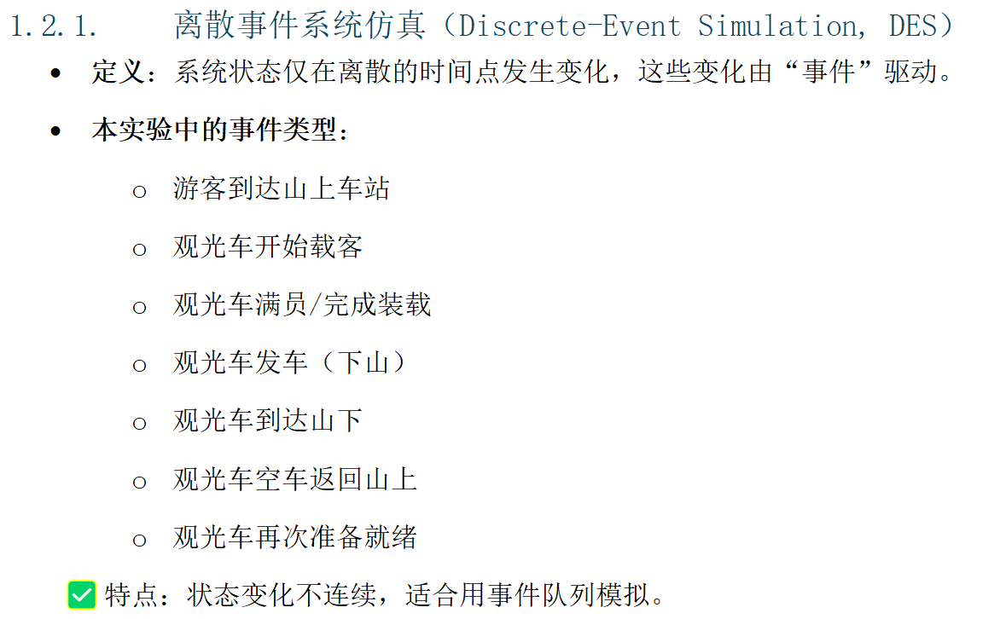 1.2.1. 离散事件系统仿真（Discrete-Event Simulation, DES）
• 定义：系统状态仅在离散的时间点发生变化，这些变化由“事件”驱动。
• 本实验中的事件类型：
o 游客到达山上车站
o 观光车开始载客
o 观光车满员/完成装载
o 观光车发车（下山）
o 观光车到达山下
o 观光车空车返回山上
o 观光车再次准备就绪
✅ 特点：状态变化不连续，适合用事件队列模拟。